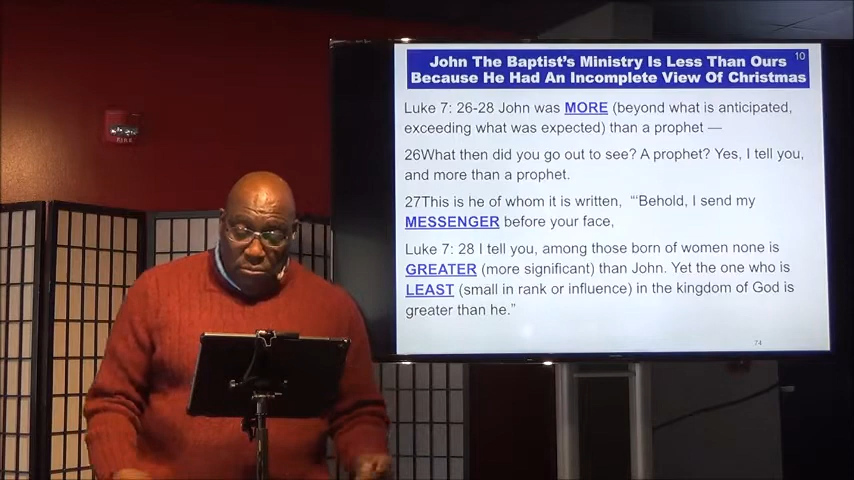 John The Baptist's Ministry Is Less Than Ours 10
Because He Had An Incomplete View Of Christmas
Luke 7: 26-28 John was MORE (beyond what is anticipated,
exceeding what was expected) than a prophet —
26What then did you go out to see? A prophet? Yes, I tell you,
and more than a prophet.
27This is he of whom it is written, “‘Behold, I send my
MESSENGER before your face,
Luke 7: 28 I tell you, among those born of women none is
GREATER (more significant) than John. Yet the one who is
LEAST (small in rank or influence) in the kingdom of God is
greater than he.”
74
FIRE